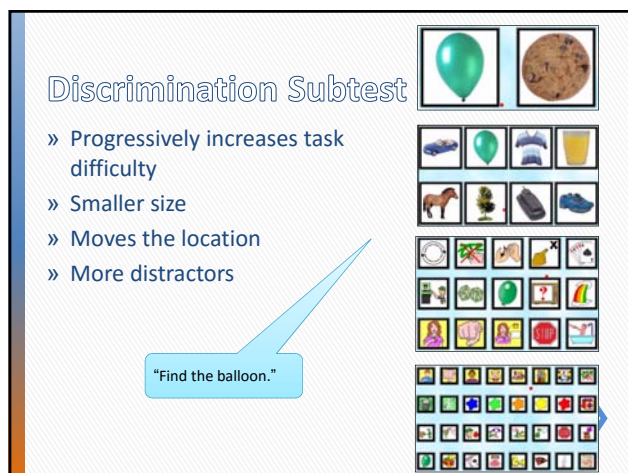 Discrimination Subtest
» Progressively increases task
difficulty
» Smaller size
» Moves the location
» More distractors
"Find the balloon."
?
STOP